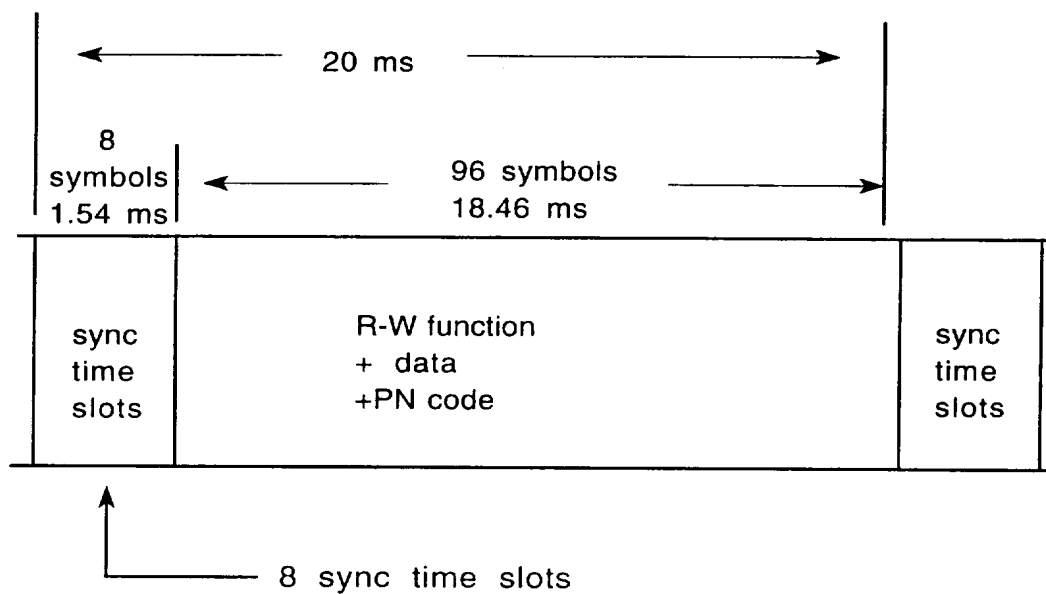 20 ms
8
symbols
1.54 ms
96 symbols
18.46 ms
sync
time
slots
R-W function
+ data
+PN code
sync
time
slots
8 sync time slots